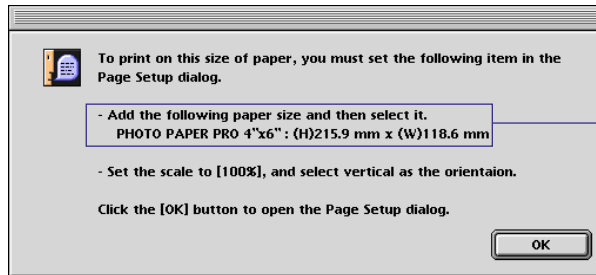 To print on this size of paper, you must set the following item in the
Page Setup dialog.
- Add the following paper size and then select it.
PHOTO PAPER PRO 4"x6" : (H)215.9 mm x (W)118.6 mm
- Set the scale to [100%], and select vertical as the orientaion.
Click the [OK] button to open the Page Setup dialog.
OK